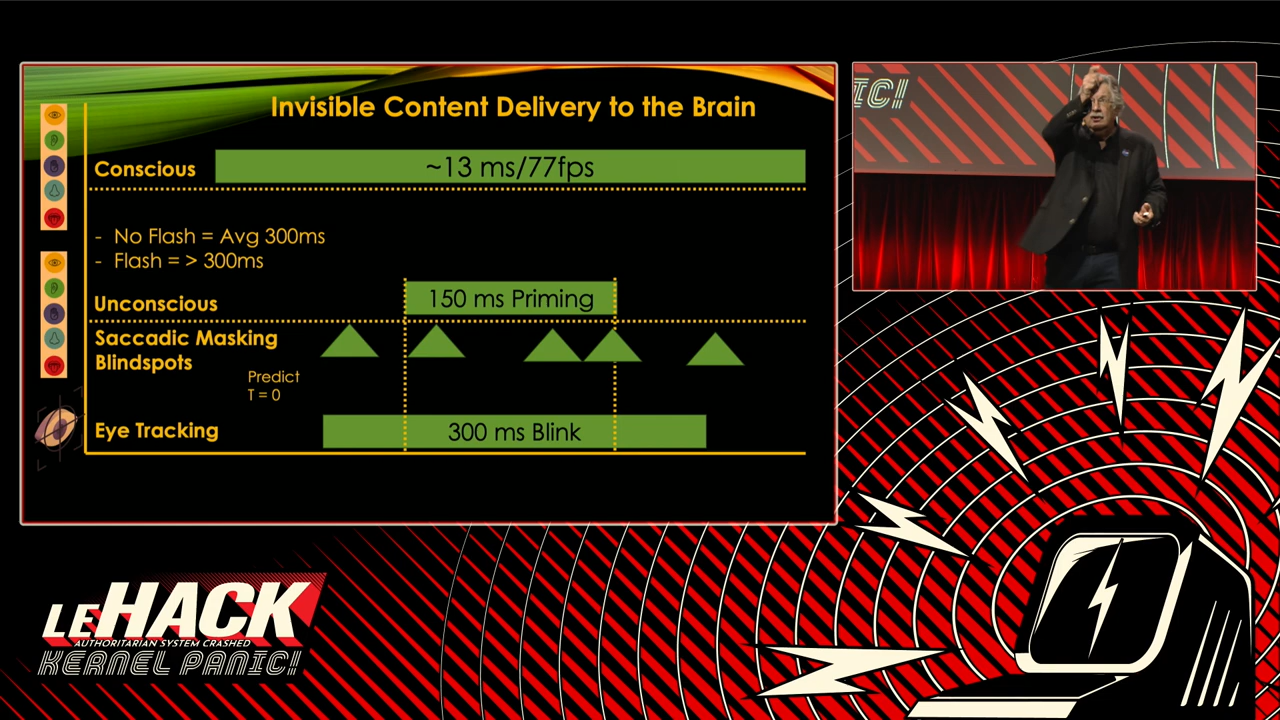 Invisible Content Delivery to the Brain
Conscious
~13 ms/77fps
- No Flash = Avg 300ms
- Flash = > 300ms
Unconscious
150 ms Priming
Saccadic Masking
Blindspots
Predict
T = 0
Eye Tracking
300 ms Blink
IC!
LEHACK
AUTHORITARIAN SYSTEM CRASHED
KERNEL PANIC!